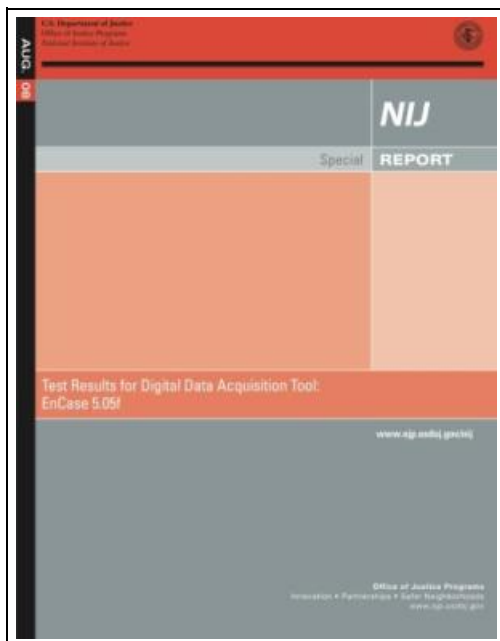 U.S. Department of Justice
Office of Justice Programs
National Institute of Justice
AUG. 08
NIJ
Special REPORT
Test Results for Digital Data Acquisition Tool:
EnCase 5.05f
www.ojp.usdoj.gov/nij
Office of Justice Programs
Innovation • Partnerships • Safer Neighborhoods
www.ojp.usdoj.gov